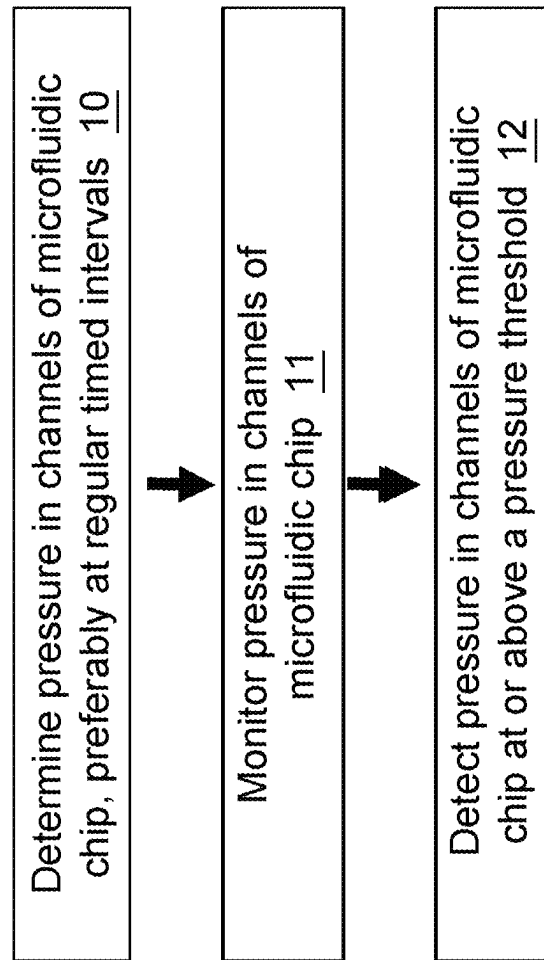 Determine pressure in channels of microfluidic
chip, preferably at regular timed intervals 10
Monitor pressure in channels of
microfluidic chip 11
Detect pressure in channels of microfluidic
chip at or above a pressure threshold 12